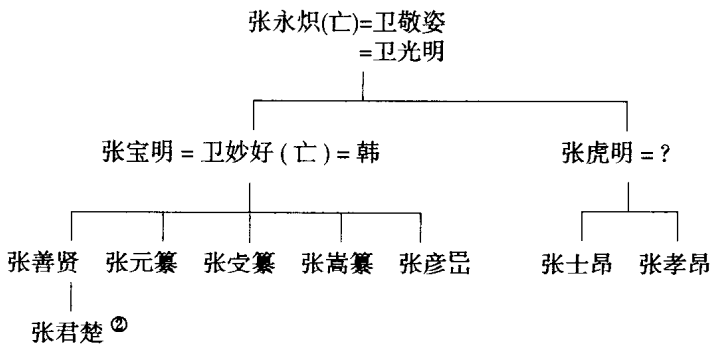 张永炽(亡)=卫敬姿
=卫光明
张宝明=卫妙好(亡)=韩 张虎明=?
张善贤 张元纂 张攴纂 张嵩纂 张彦 张士昂 张孝昂
张君楚②